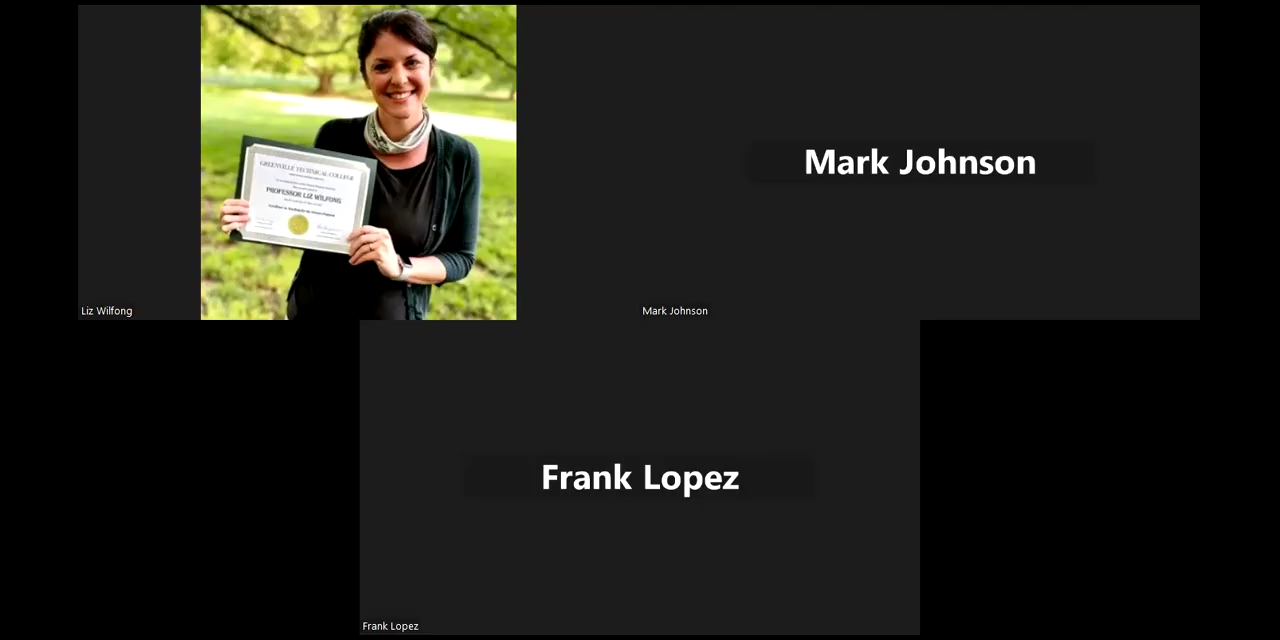 GREENVILLE TECHNICAL COLLEGE
PROFESSOR LIZ WILFONG
Mark Johnson
Liz Wilfong
Mark Johnson
Frank Lopez
Frank Lopez